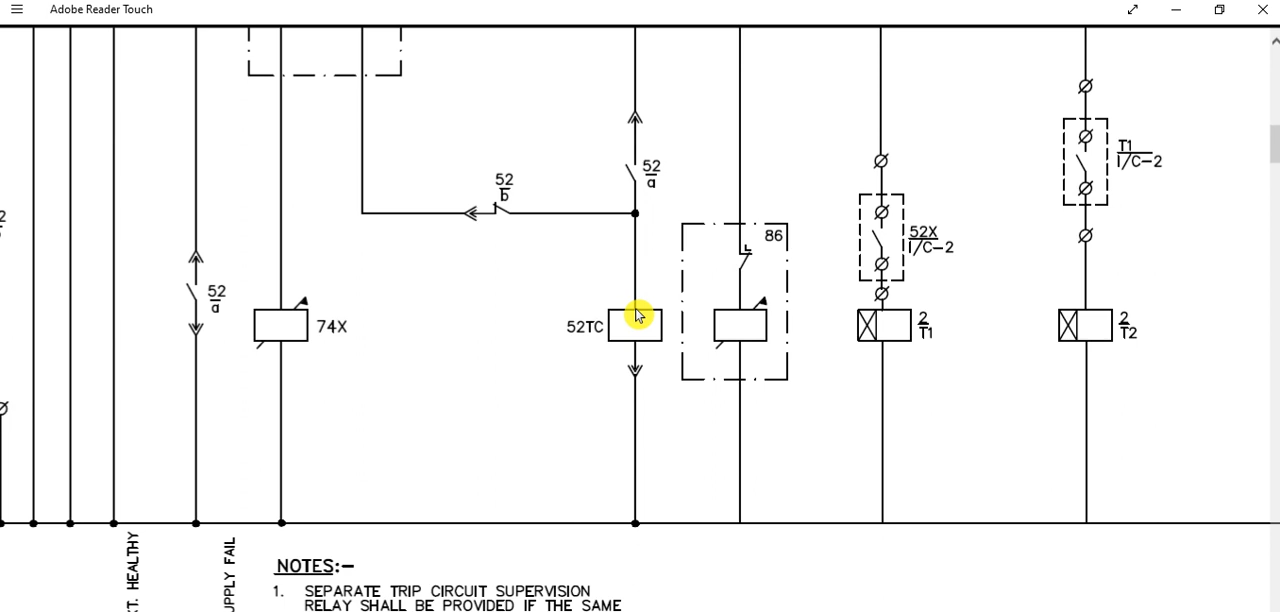 Adobe Reader Touch
52
a
52
b
52
a
74X
52TC
86
52X
I/C-2
2
T1
T1
I/C-2
2
T2
HEALTHY
FAIL
NOTES:-
1. SEPARATE TRIP CIRCUIT SUPERVISION
RELAY SHALL BE PROVIDED IF THE SAME